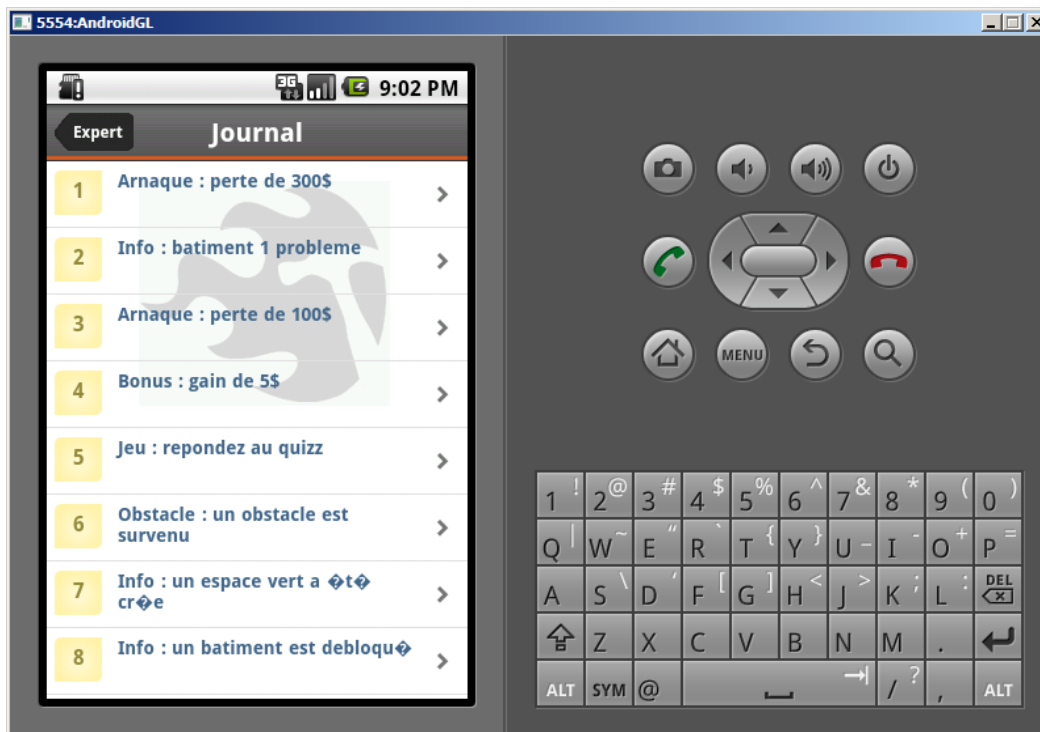 5554:AndroidGL
3G
9:02 PM
Expert
Journal
1
Arnaque : perte de 300$
2
Info : batiment 1 probleme
3
Arnaque : perte de 100$
4
Bonus : gain de 5$
5
Jeu : repondez au quizz
6
Obstacle : un obstacle est
survenu
7
Info : un espace vert a �t�
cr�e
8
Info : un batiment est debloqu�
MENU
1 ! 2 @ 3 # 4 $ 5 % 6 ^ 7 & 8 * 9 ( 0 )
Q | W ~ E " R ` T { Y } U _ I - O + P =
A S \ D ' F [ G ] H < J > K ; L : DEL
Z X C V B N M .
ALT SYM @ / ? , ALT